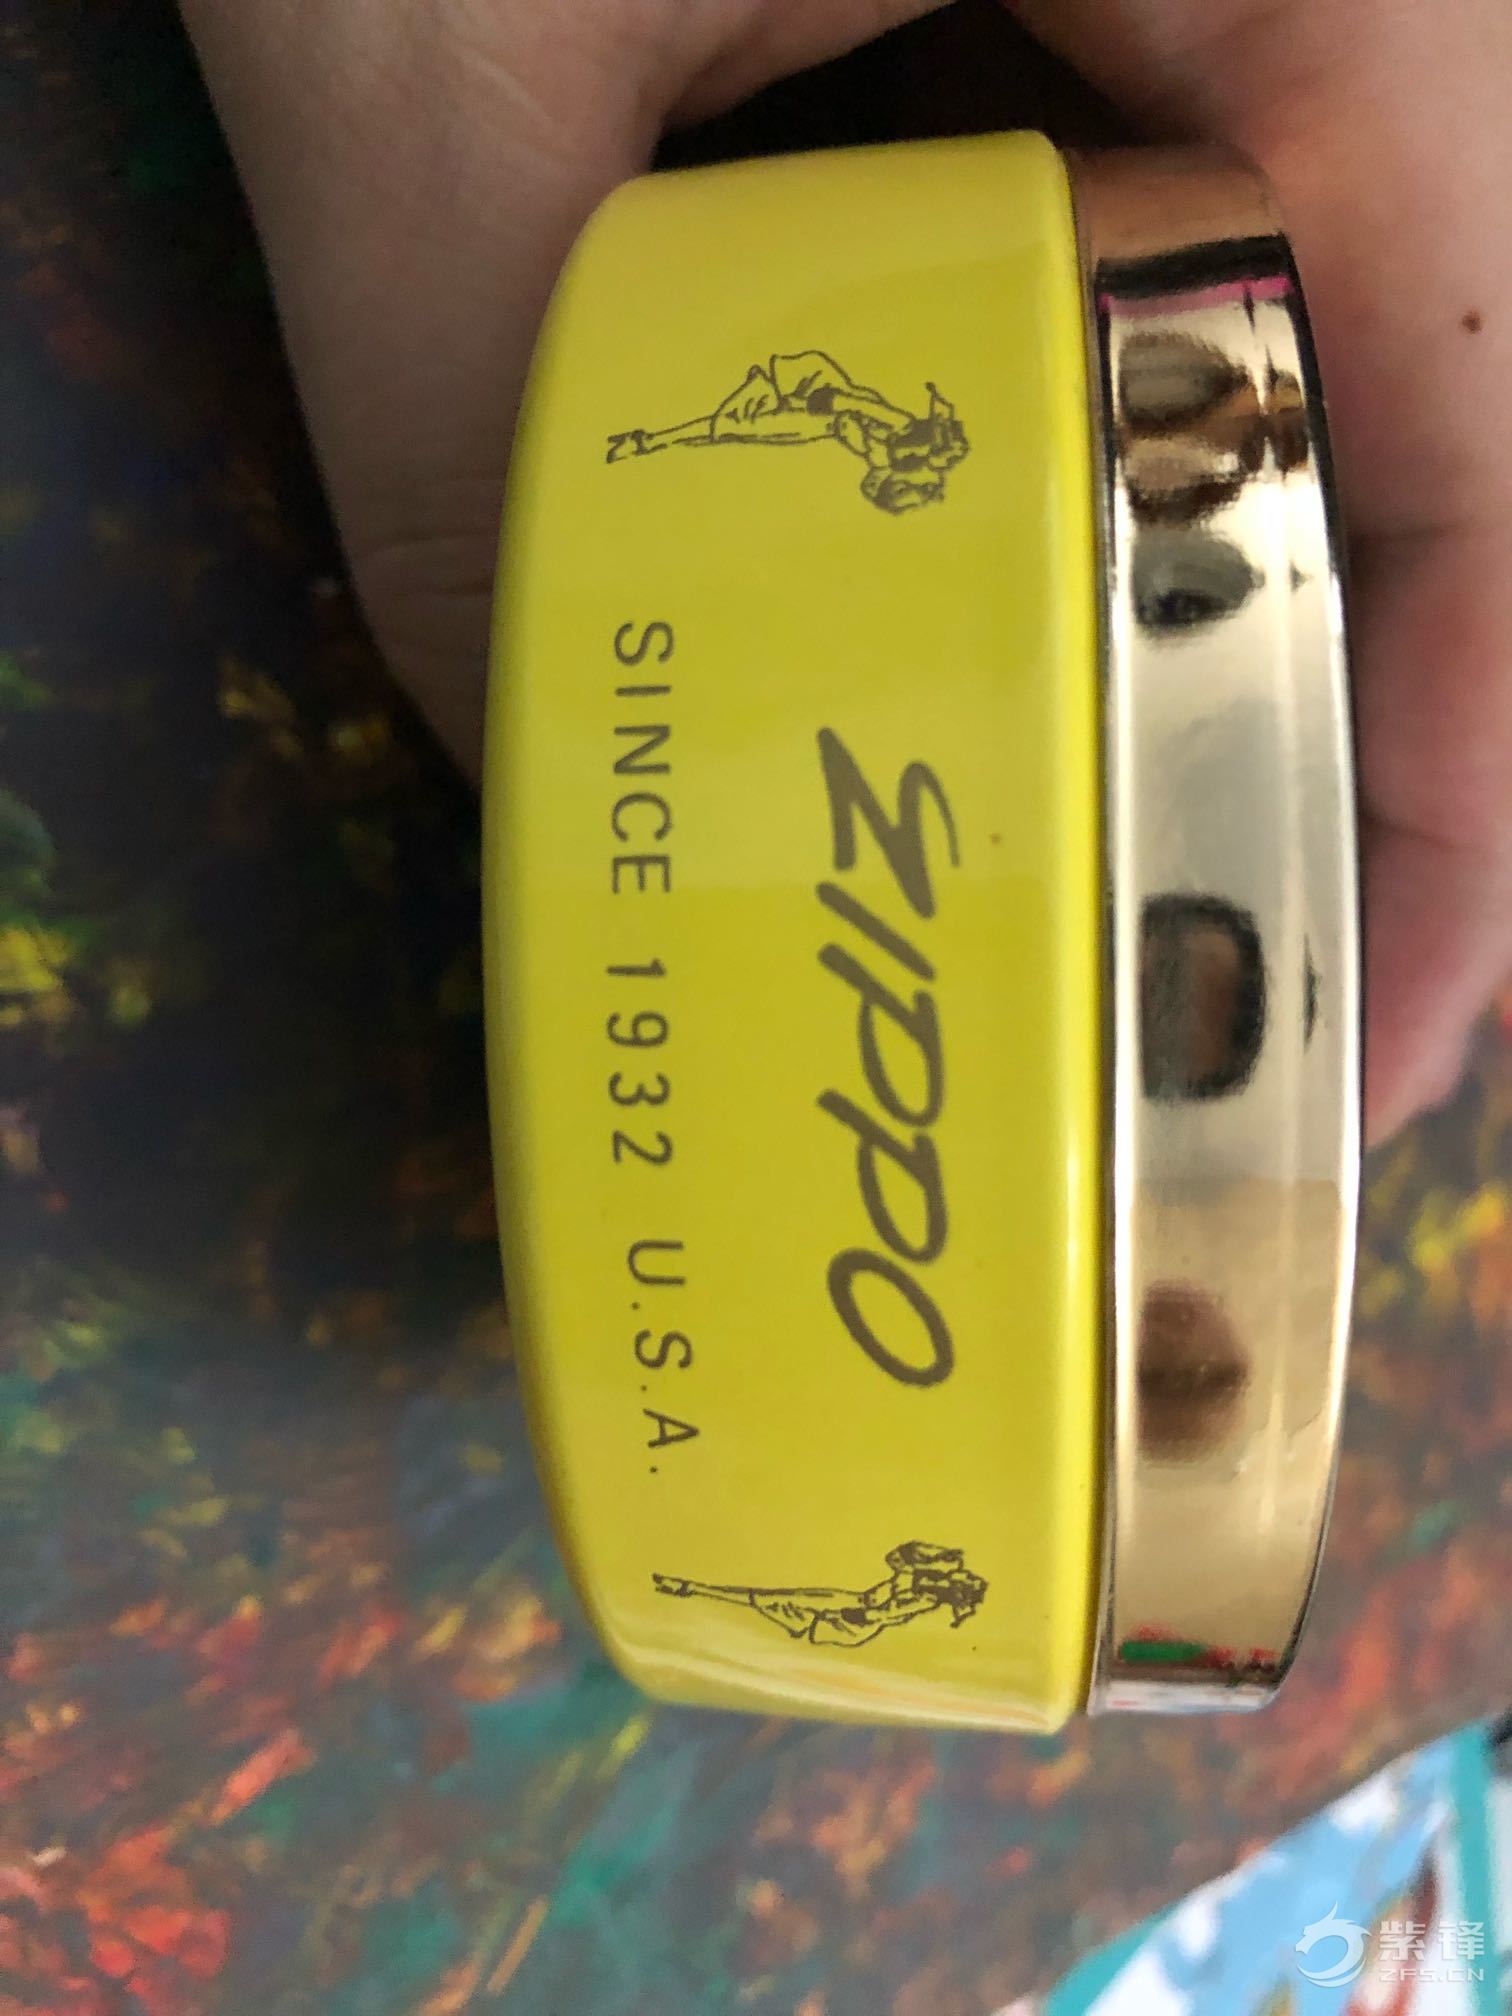 ZIPPO
SINCE 1932 U.S.A.
紫锋
ZFS.CN